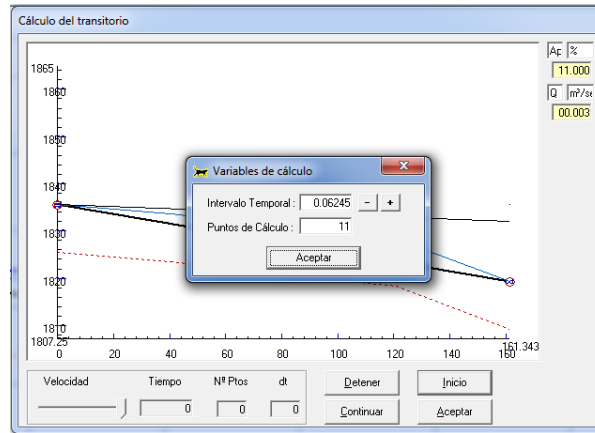 Cálculo del transitorio
Ap %
11.000
Q m³/se
00.003
1865
1860
1850
1840
1830
1820
1810
1807.25
0 20 40 60 80 100 120 140 160
161.343
Variables de cálculo
Intervalo Temporal : 0.06245 - +
Puntos de Cálculo : 11
Aceptar
Velocidad Tiempo Nº Ptos dt
0 0 0
Detener Inicio
Continuar Aceptar